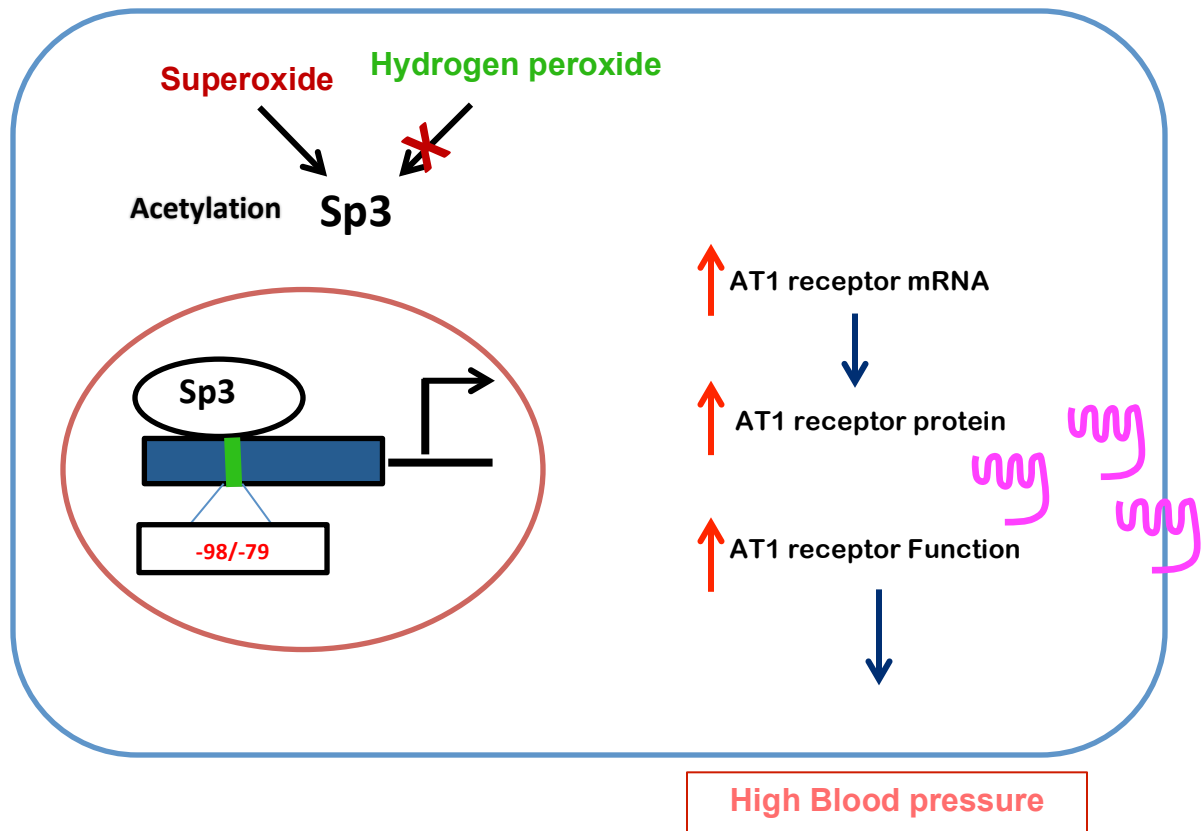 Superoxide
Hydrogen peroxide
Acetylation Sp3
AT1 receptor mRNA
Sp3
AT1 receptor protein
-98/-79
AT1 receptor Function
High Blood pressure